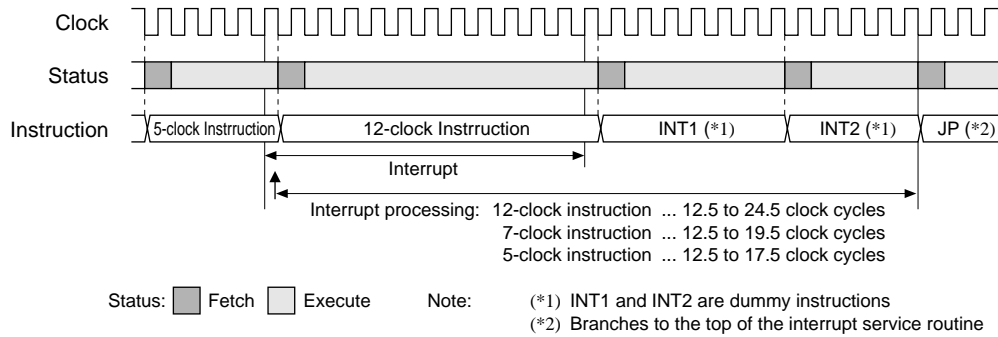 Clock
Status
Instruction
5-clock Instrruction 12-clock Instrruction INT1 (*1) INT2 (*1) JP (*2)
Interrupt
Interrupt processing: 12-clock instruction ... 12.5 to 24.5 clock cycles
7-clock instruction ... 12.5 to 19.5 clock cycles
5-clock instruction ... 12.5 to 17.5 clock cycles
Status: Fetch Execute Note: (*1) INT1 and INT2 are dummy instructions
(*2) Branches to the top of the interrupt service routine